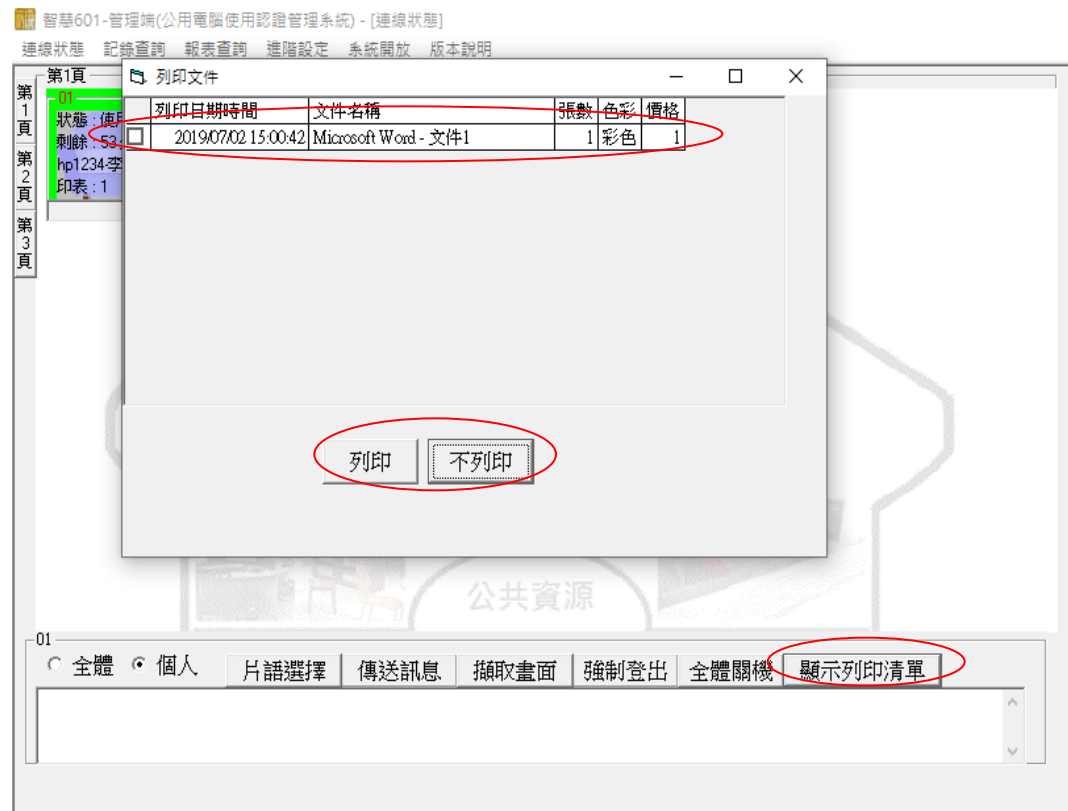 智慧601-管理端(公用電腦使用認證管理系統) - [連線狀態]
連線狀態 記錄查詢 報表查詢 進階設定 系統開放 版本說明
第1頁
第2頁
第3頁
第1頁
01
狀態 : 使
剩餘 : 53
hp1234-李
印表 : 1
列印文件
列印日期時間 文件名稱 張數 色彩 價格
2019/07/02 15:00:42 Microsoft Word - 文件1 1 彩色 1
列印 不列印
公共資源
01
全體 個人 片語選擇 傳送訊息 擷取畫面 強制登出 全體關機 顯示列印清單